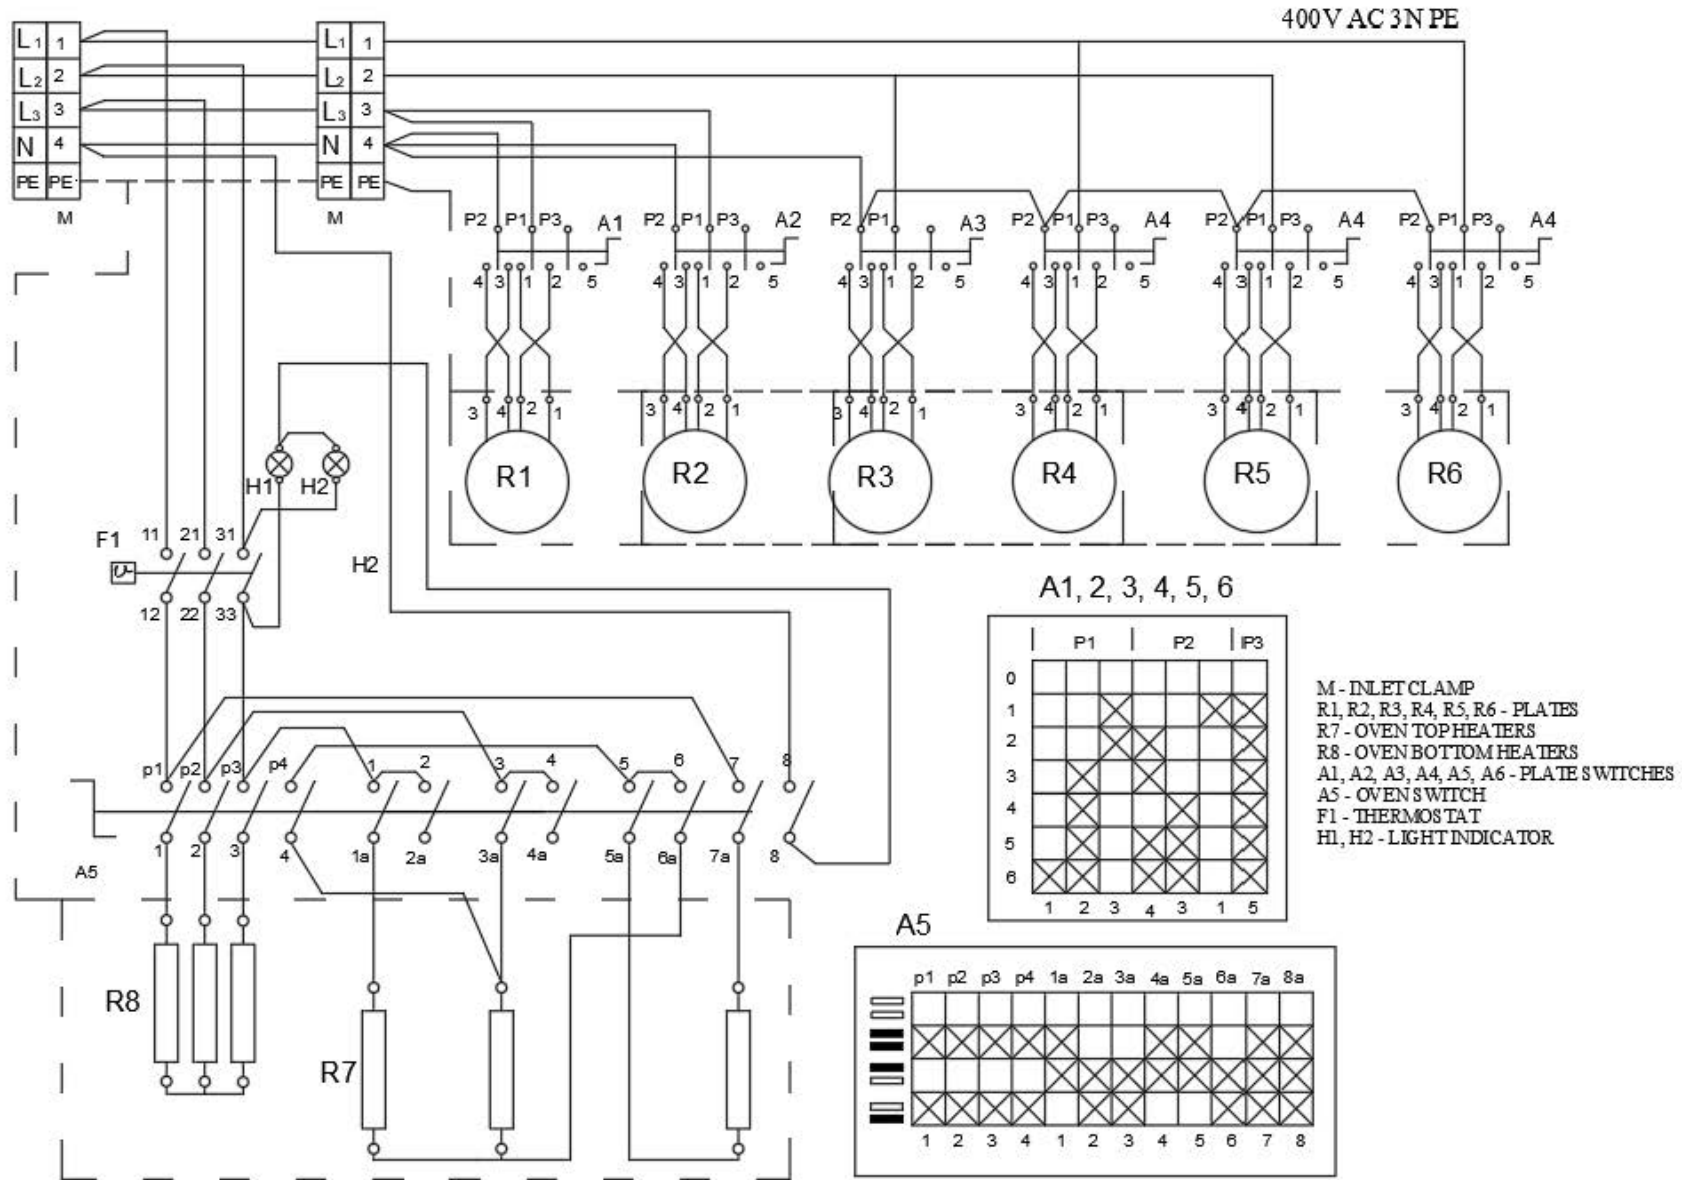 400V AC 3N PE
L1 1 L1 1
L2 2 L2 2
L3 3 L3 3
N 4 N 4
PE PE PE PE
M M
P2 P1 P3 A1 P2 P1 P3 A2 P2 P1 A3 P2 P1 P3 A4 P2 P1 P3 A4 P2 P1 P3 A4
4 3 1 2 5 4 3 1 2 5 4 3 1 2 5 4 3 1 2 5 4 3 1 2 5 4 3 1 2 5
3 4 2 1 3 4 2 1 3 4 2 1 3 4 2 1 3 4 2 1 3 4 2 1
R1 R2 R3 R4 R5 R6
H1 H2
F1 11 21 31
H2
12 22 33
p1 p2 p3 p4 1 2 3 4 5 6 7 8
1 2 3 4 1a 2a 3a 4a 5a 6a 7a 8
A5
R8
R7
A1, 2, 3, 4, 5, 6
P1 P2 P3
0
1
2
3
4
5
6
1 2 3 4 3 1 5
M - INLET CLAMP
R1, R2, R3, R4, R5, R6 - PLATES
R7 - OVEN TOP HEATERS
R8 - OVEN BOTTOM HEATERS
A1, A2, A3, A4, A5, A6 - PLATE SWITCHES
A5 - OVEN SWITCH
F1 - THERMOSTAT
H1, H2 - LIGHT INDICATOR
A5
p1 p2 p3 p4 1a 2a 3a 4a 5a 6a 7a 8a
1 2 3 4 1 2 3 4 5 6 7 8